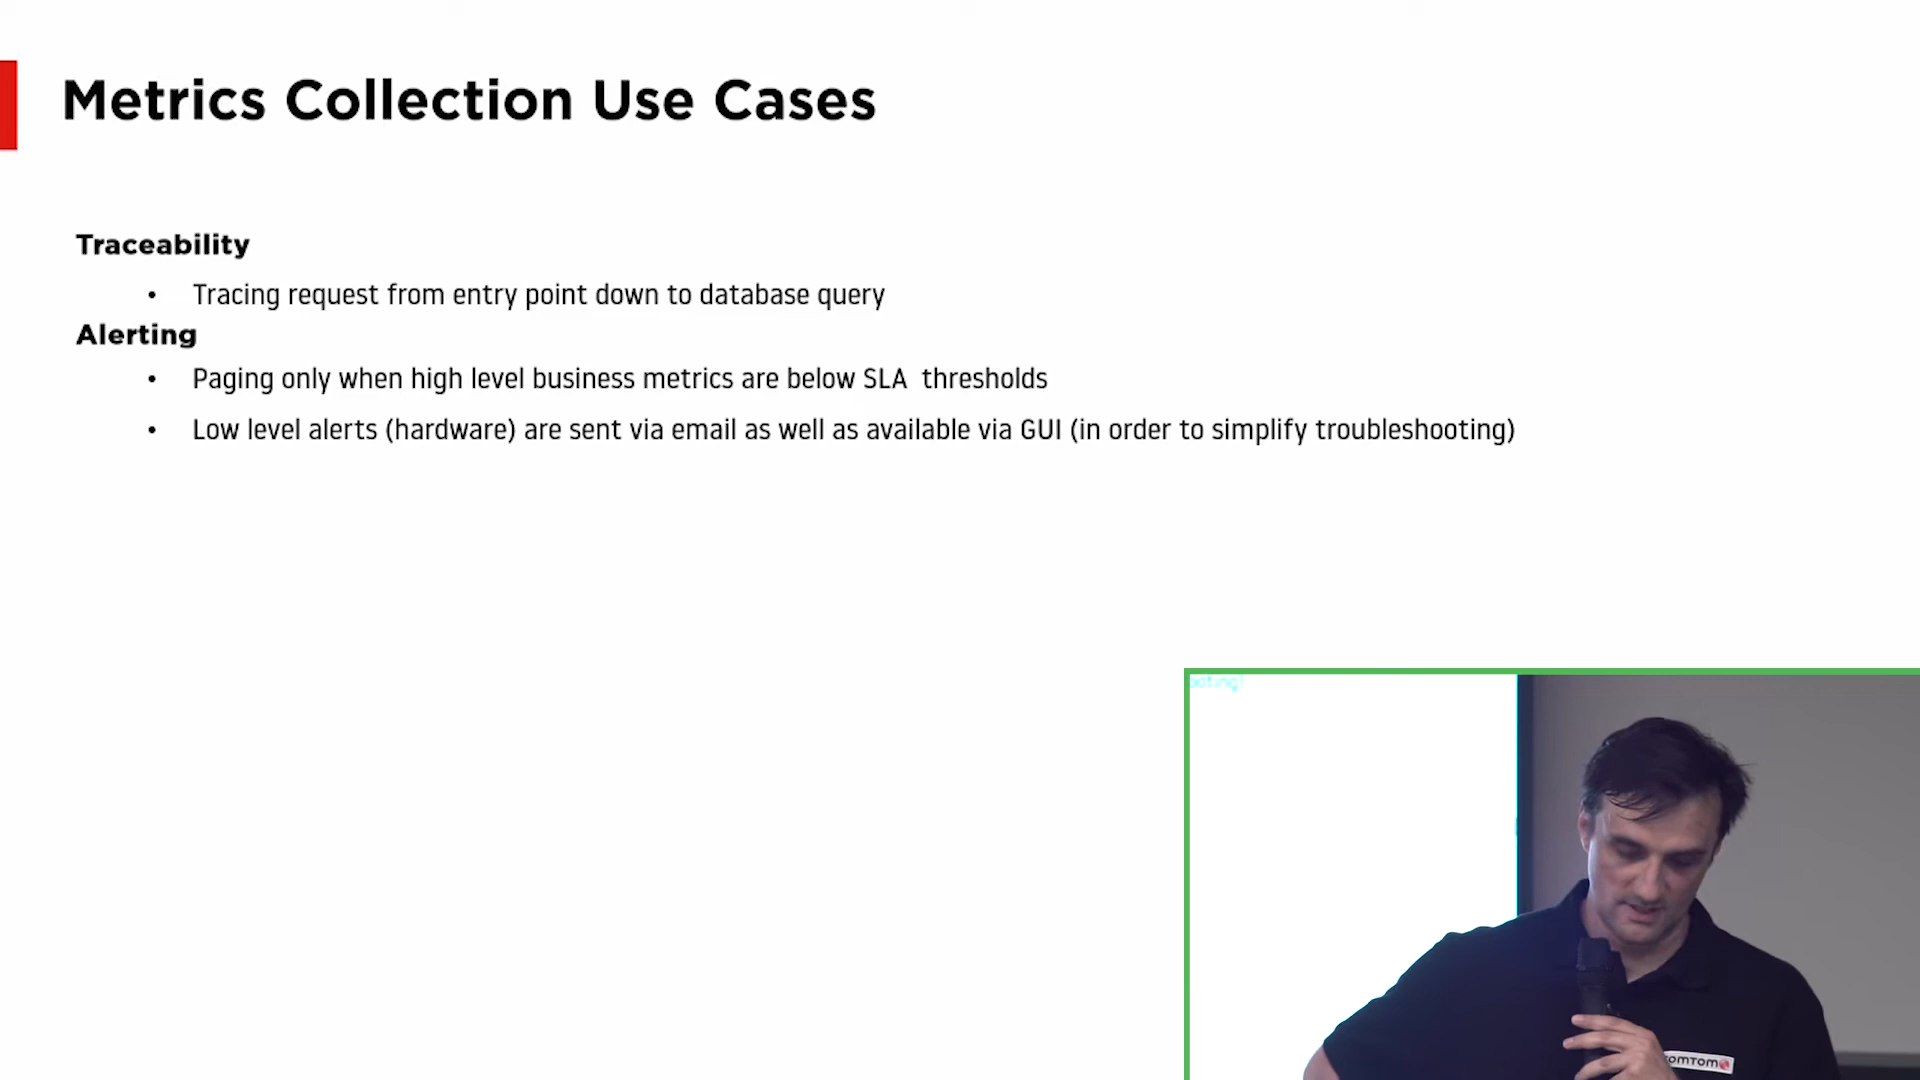 Metrics Collection Use Cases
Traceability
• Tracing request from entry point down to database query
Alerting
• Paging only when high level business metrics are below SLA thresholds
• Low level alerts (hardware) are sent via email as well as available via GUI (in order to simplify troubleshooting)